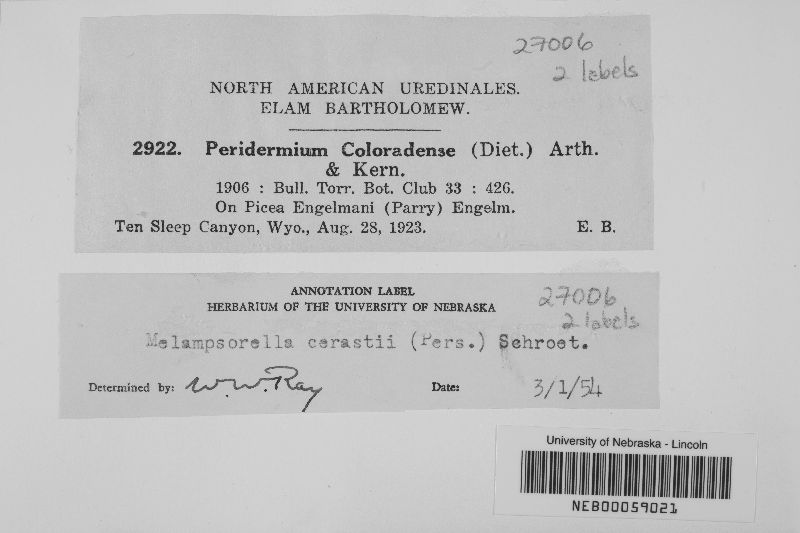 27006
2 labels
NORTH AMERICAN UREDINALES.
ELAM BARTHOLOMEW.
2922. Peridermium Coloradense (Diet.) Arth.
& Kern.
1906 : Bull. Torr. Bot. Club 33 : 426.
On Picea Engelmani (Parry) Engelm.
Ten Sleep Canyon, Wyo., Aug. 28, 1923. E. B.
ANNOTATION LABEL
HERBARIUM OF THE UNIVERSITY OF NEBRASKA
27006
2 labels
Melampsorella cerastii (Pers.) Schroet.
Determined by: W.W. Ray Date: 3/1/54
University of Nebraska - Lincoln
NEB00059021